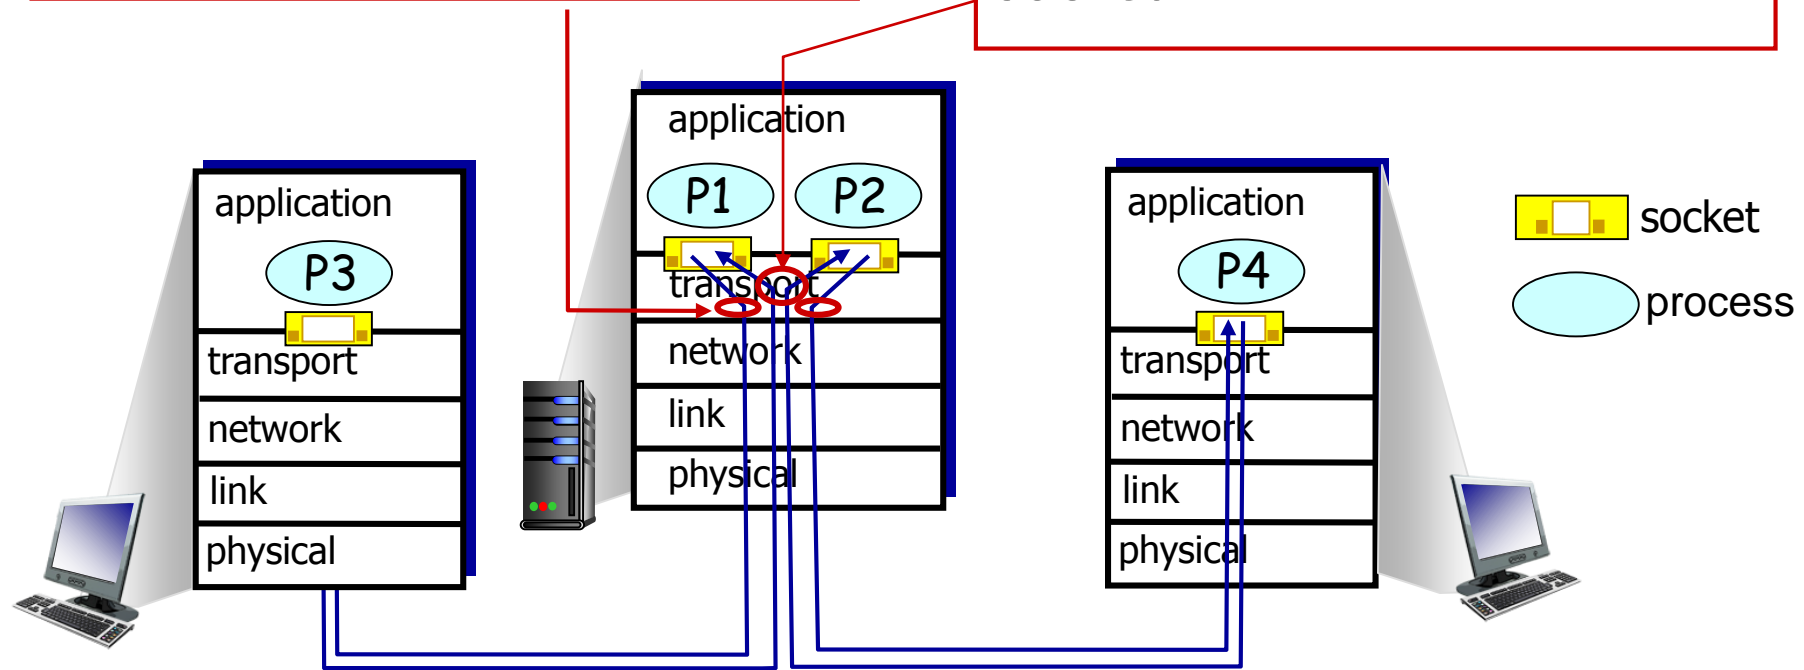 application
P1 P2
transport
network
link
physical
application
P3
transport
network
link
physical
application
P4
transport
network
link
physical
socket
process